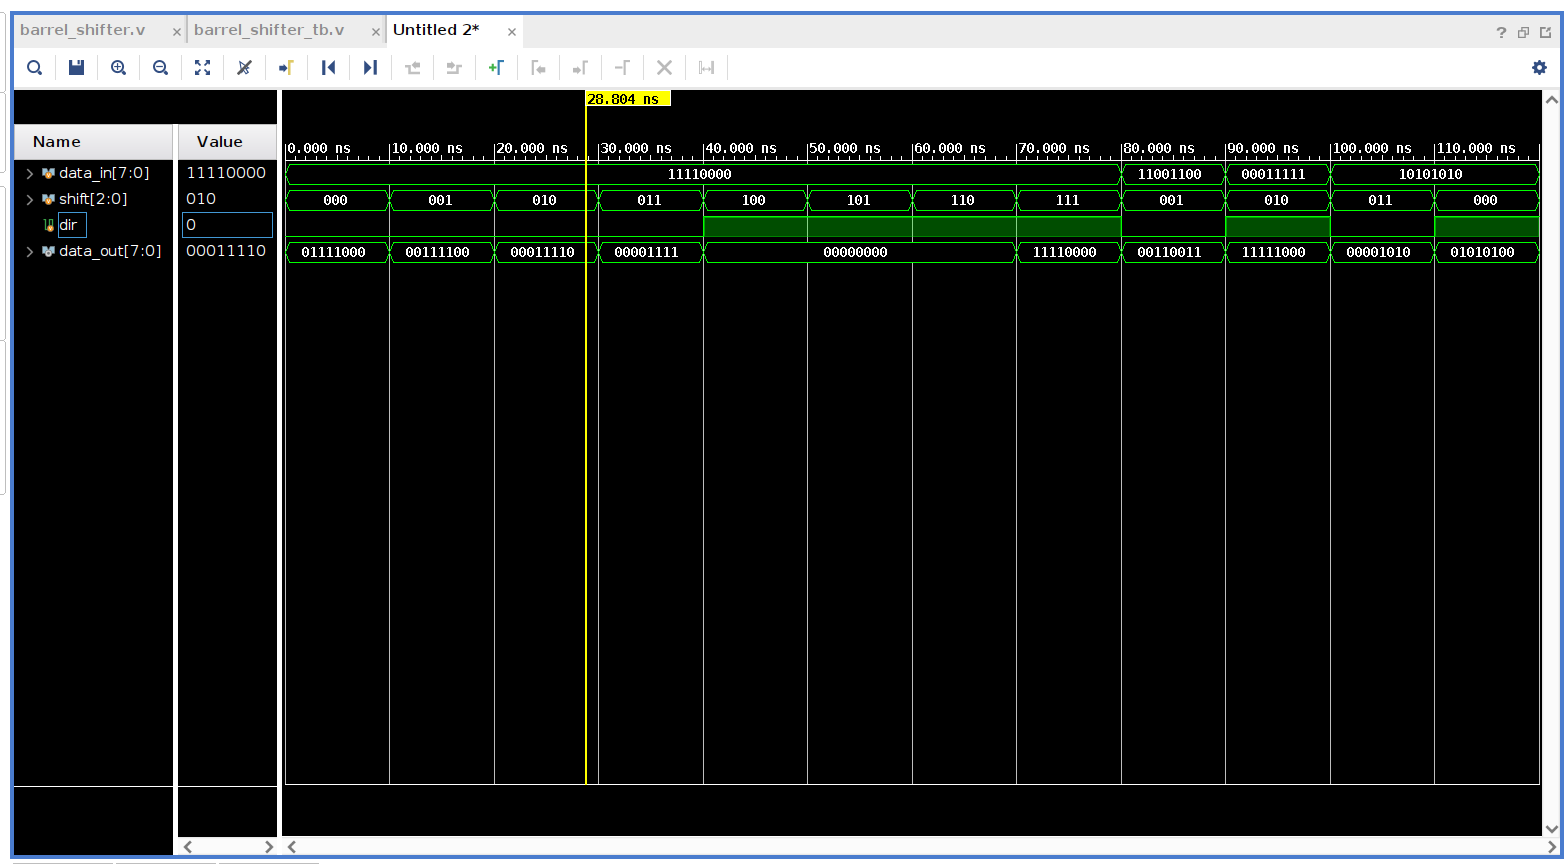 barrel_shifter.v × barrel_shifter_tb.v × Untitled 2* × ?
28.804 ns
Name Value
0.000 ns 10.000 ns 20.000 ns 30.000 ns 40.000 ns 50.000 ns 60.000 ns 70.000 ns 80.000 ns 90.000 ns 100.000 ns 110.000 ns
data_in[7:0] 11110000 11110000 11001100 00011111 10101010
shift[2:0] 010 000 001 010 011 100 101 110 111 001 010 011 000
dir 0
data_out[7:0] 00011110 01111000 00111100 00011110 00001111 00000000 11110000 00110011 11111000 00001010 01010100